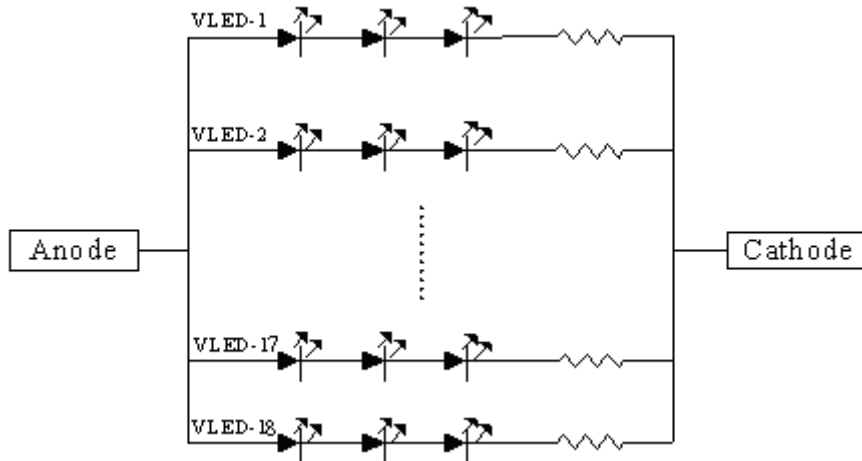 VLED-1
VLED-2
Anode
Cathode
VLED-17
VLED-18